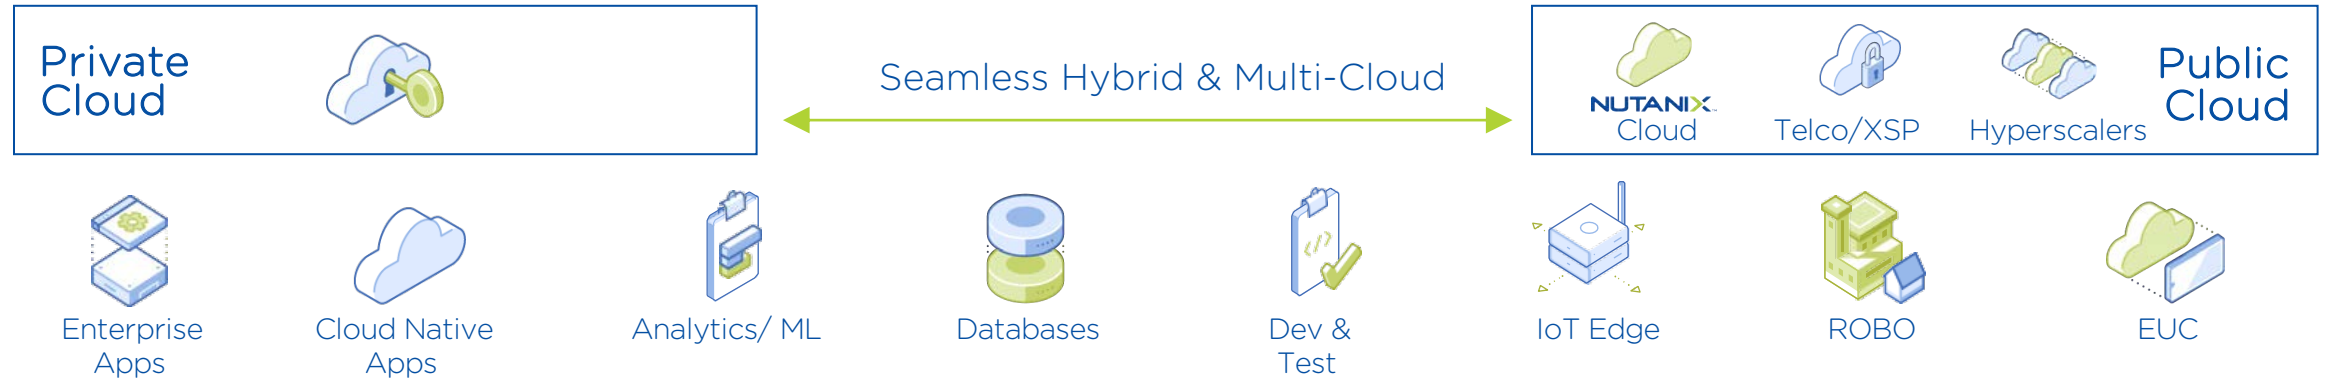 Private
Cloud
Seamless Hybrid & Multi-Cloud
NUTANIX™
Cloud
Telco/XSP
Hyperscalers
Public
Cloud
Enterprise
Apps
Cloud Native
Apps
Analytics/ ML
Databases
</>
Dev &
Test
IoT Edge
ROBO
EUC